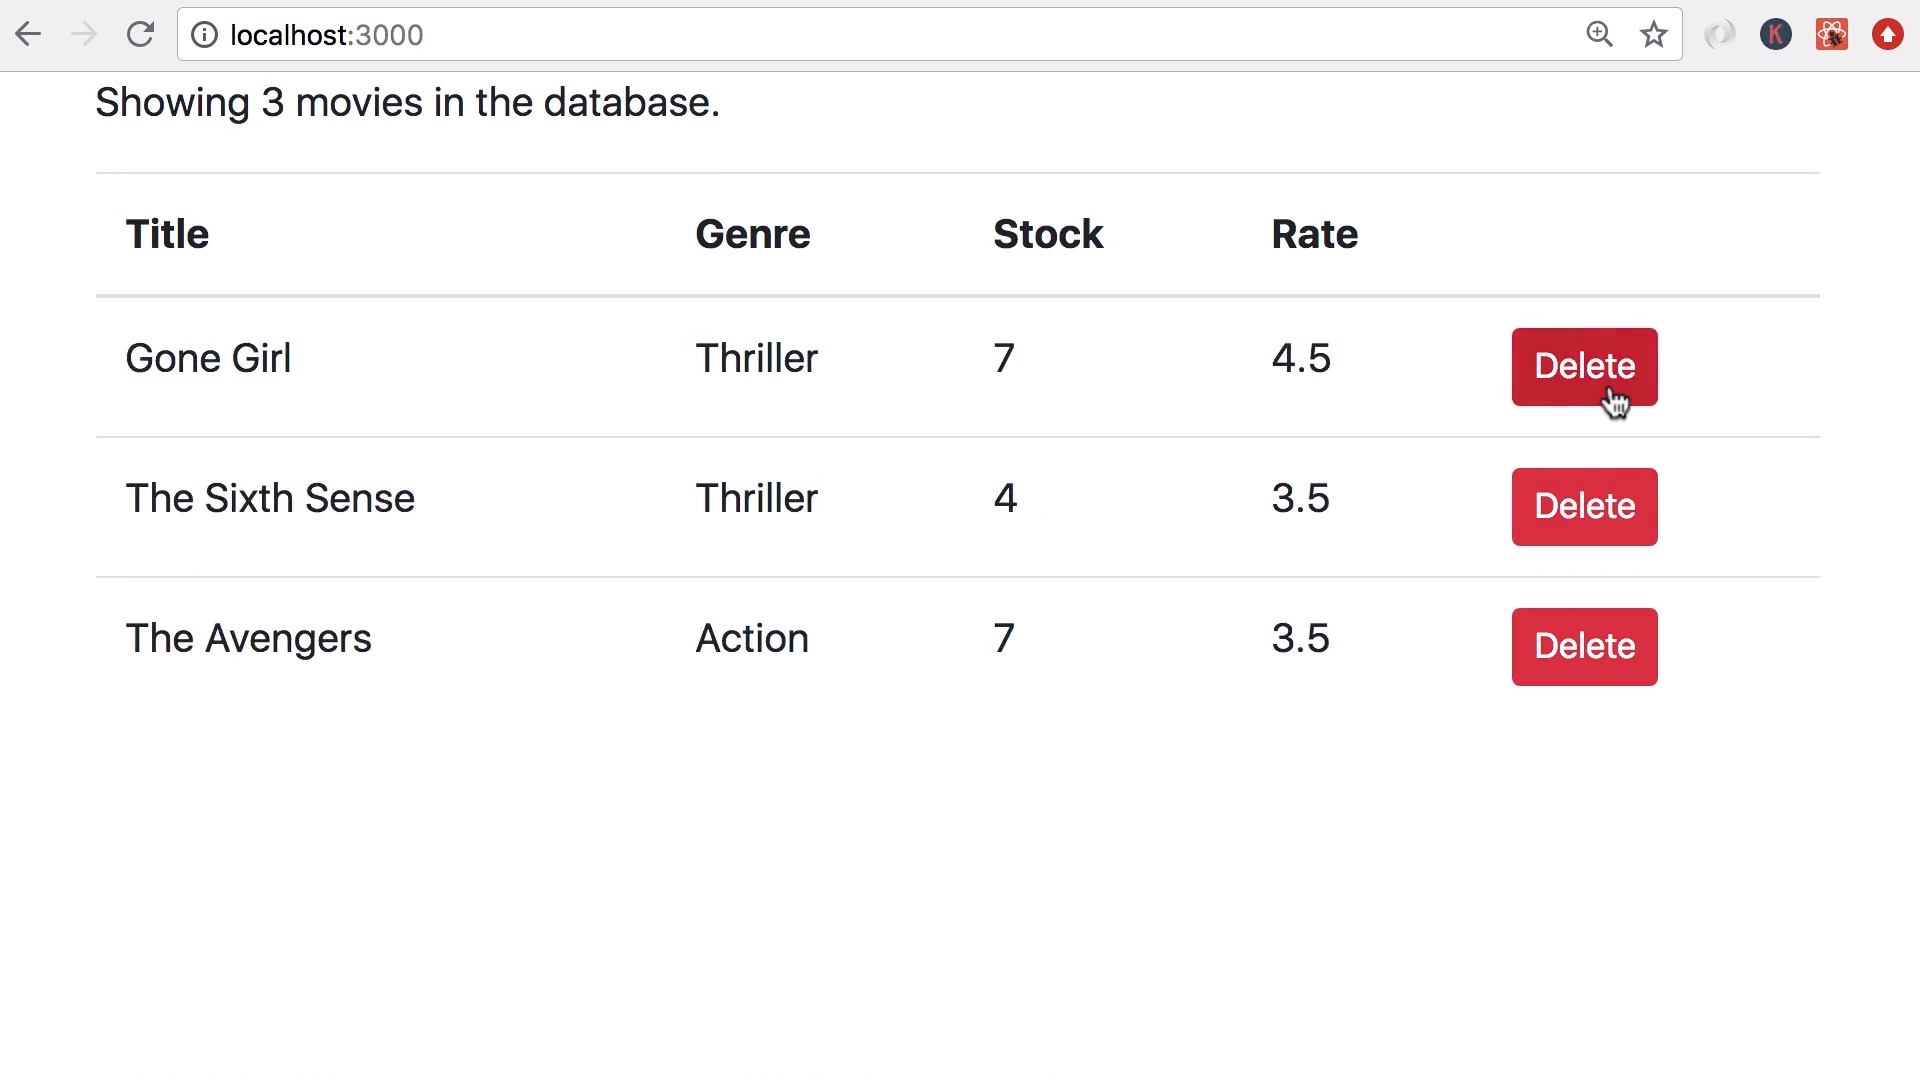 localhost:3000
K
Showing 3 movies in the database.
Title Genre Stock Rate
Gone Girl Thriller 7 4.5 Delete
The Sixth Sense Thriller 4 3.5 Delete
The Avengers Action 7 3.5 Delete